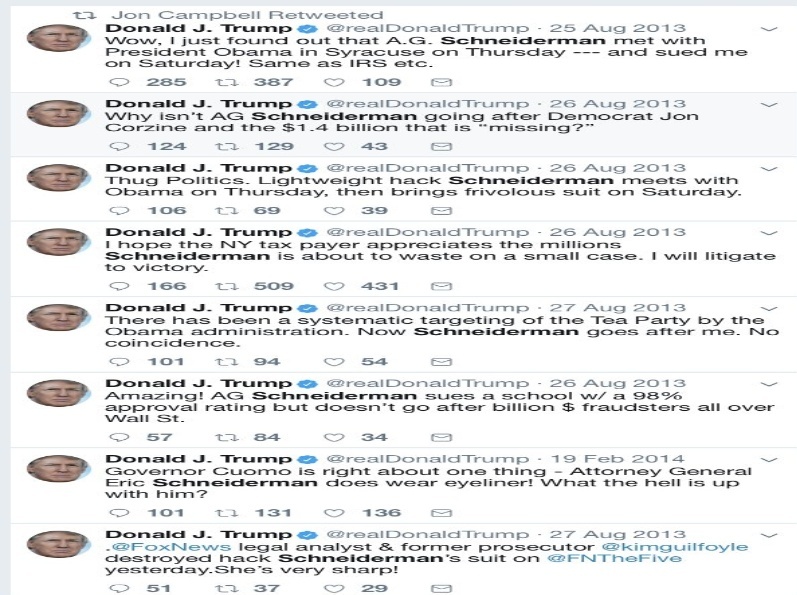 Jon Campbell Retweeted
Donald J. Trump @realDonaldTrump · 25 Aug 2013
Wow, I just found out that A.G. Schneiderman met with
President Obama in Syracuse on Thursday --- and sued me
on Saturday! Same as IRS etc.
285 387 109
Donald J. Trump @realDonaldTrump · 26 Aug 2013
Why isn't AG Schneiderman going after Democrat Jon
Corzine and the $1.4 billion that is "missing?"
124 129 43
Donald J. Trump @realDonaldTrump · 26 Aug 2013
Thug Politics. Lightweight hack Schneiderman meets with
Obama on Thursday, then brings frivolous suit on Saturday.
106 69 39
Donald J. Trump @realDonaldTrump · 26 Aug 2013
I hope the NY tax payer appreciates the millions
Schneiderman is about to waste on a small case. I will litigate
to victory.
166 509 431
Donald J. Trump @realDonaldTrump · 27 Aug 2013
There has been a systematic targeting of the Tea Party by the
Obama administration. Now Schneiderman goes after me. No
coincidence.
101 94 54
Donald J. Trump @realDonaldTrump · 26 Aug 2013
Amazing! AG Schneiderman sues a school w/ a 98%
approval rating but doesn't go after billion $ fraudsters all over
Wall St.
57 84 34
Donald J. Trump @realDonaldTrump · 19 Feb 2014
Governor Cuomo is right about one thing - Attorney General
Eric Schneiderman does wear eyeliner! What the hell is up
with him?
101 131 136
Donald J. Trump @realDonaldTrump · 27 Aug 2013
.@FoxNews legal analyst & former prosecutor @kimguilfoyle
destroyed hack Schneiderman's suit on @FNTheFive
yesterday.She's very sharp!
51 37 29